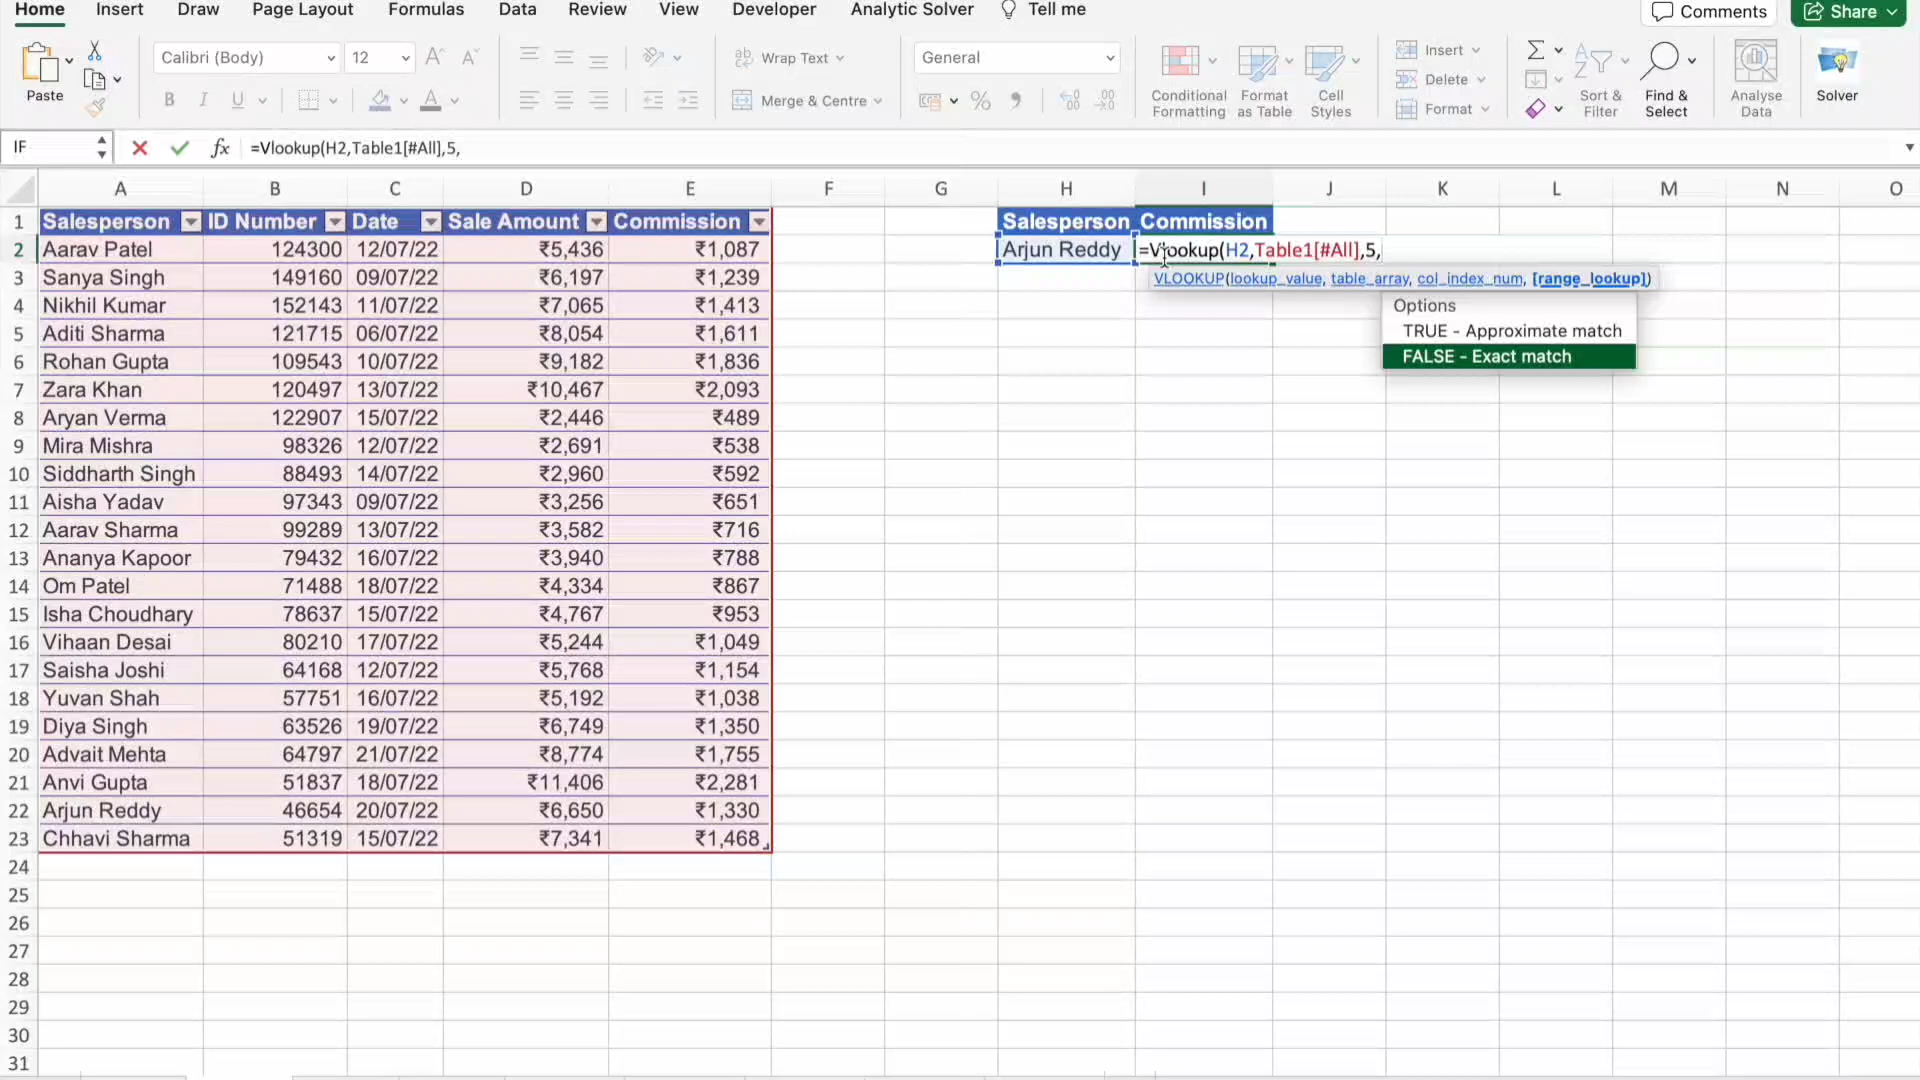 Home Insert Draw Page Layout Formulas Data Review View Developer Analytic Solver Tell me Comments Share
Calibri (Body) 12 Wrap Text General Insert
Delete
Paste Merge & Centre Conditional Formatting Format as Table Cell Styles Format Sort & Filter Find & Select Analyse Data Solver
IF fx =Vlookup(H2,Table1[#All],5,
A B C D E F G H I J K L M N O
1 Salesperson ID Number Date Sale Amount Commission Salesperson Commission
2 Aarav Patel 124300 12/07/22 ₹5,436 ₹1,087 Arjun Reddy =Vlookup(H2,Table1[#All],5,
3 Sanya Singh 149160 09/07/22 ₹6,197 ₹1,239 VLOOKUP(lookup_value, table_array, col_index_num, [range_lookup])
4 Nikhil Kumar 152143 11/07/22 ₹7,065 ₹1,413 Options
5 Aditi Sharma 121715 06/07/22 ₹8,054 ₹1,611 TRUE - Approximate match
6 Rohan Gupta 109543 10/07/22 ₹9,182 ₹1,836 FALSE - Exact match
7 Zara Khan 120497 13/07/22 ₹10,467 ₹2,093
8 Aryan Verma 122907 15/07/22 ₹2,446 ₹489
9 Mira Mishra 98326 12/07/22 ₹2,691 ₹538
10 Siddharth Singh 88493 14/07/22 ₹2,960 ₹592
11 Aisha Yadav 97343 09/07/22 ₹3,256 ₹651
12 Aarav Sharma 99289 13/07/22 ₹3,582 ₹716
13 Ananya Kapoor 79432 16/07/22 ₹3,940 ₹788
14 Om Patel 71488 18/07/22 ₹4,334 ₹867
15 Isha Choudhary 78637 15/07/22 ₹4,767 ₹953
16 Vihaan Desai 80210 17/07/22 ₹5,244 ₹1,049
17 Saisha Joshi 64168 12/07/22 ₹5,768 ₹1,154
18 Yuvan Shah 57751 16/07/22 ₹5,192 ₹1,038
19 Diya Singh 63526 19/07/22 ₹6,749 ₹1,350
20 Advait Mehta 64797 21/07/22 ₹8,774 ₹1,755
21 Anvi Gupta 51837 18/07/22 ₹11,406 ₹2,281
22 Arjun Reddy 46654 20/07/22 ₹6,650 ₹1,330
23 Chhavi Sharma 51319 15/07/22 ₹7,341 ₹1,468
24
25
26
27
28
29
30
31